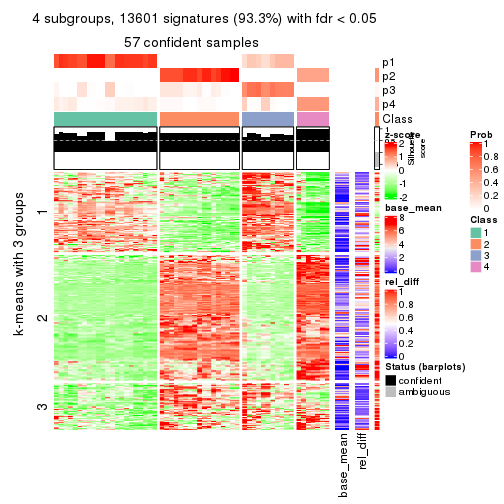 4 subgroups, 13601 signatures (93.3%) with fdr < 0.05
57 confident samples
p1
p2
p3
p4
Class
z-score
2
1
0
-1
-2
Silhouette
score
1
0
base_mean
8
6
4
2
0
rel_diff
1
0.8
0.6
0.4
0.2
0
Status (barplots)
confident
ambiguous
Prob
1
0.8
0.6
0.4
0.2
0
Class
1
2
3
4
k-means with 3 groups
1
2
3
base_mean
rel_diff